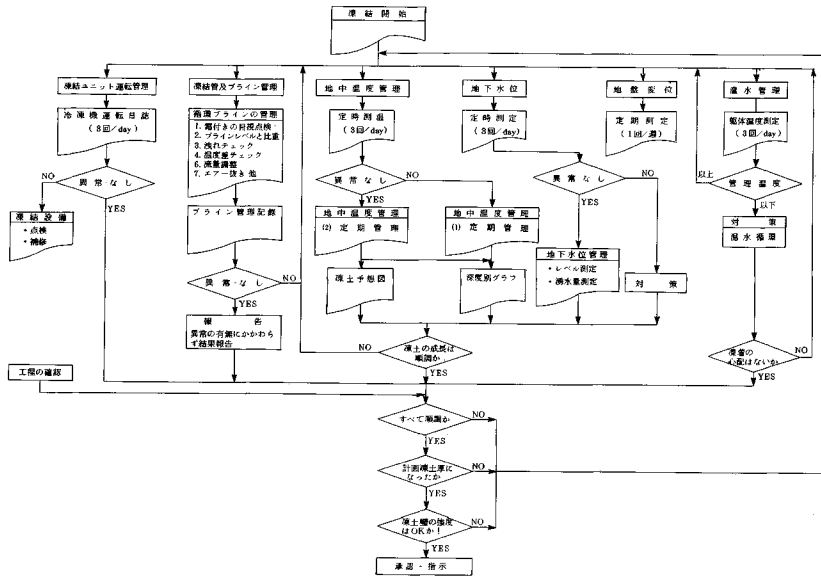 凍結開始
凍結ユニット運転管理
冷凍機運転日誌
(3回/day)
異常なし
NO
YES
凍結設備
・点検
・補修
凍結管及ブライン管理
循環ブラインの管理
1. 霜付きの目視点検
2. ブラインレベルと比重
3. 洩れチェック
4. 温度差チェック
6. 流量調整
7. エアー抜き他
ブライン管理記録
異常なし
NO
YES
報告
異常の有無にかかわら
ず結果報告
地中温度管理
定時測温
(3回/day)
異常なし
NO
YES
地中温度管理
(2) 定期管理
地中温度管理
(1) 定期管理
凍土予想図
深度別グラフ
地下水位
定時測定
(3回/day)
異常なし
地下水位管理
・レベル測定
・湧水量測定
対策
地盤変位
定期測定
(1回/週)
温水管理
躯体温度測定
(3回/day)
管理温度
以上
以下
対策
温水循環
凍着の
心配はないか
NO
YES
凍土の成長は
順調か
NO
YES
工程の確認
すべて順調か
NO
YES
計画凍土厚に
なったか
NO
YES
凍土壁の強度
はOKか!
NO
YES
承認・指示